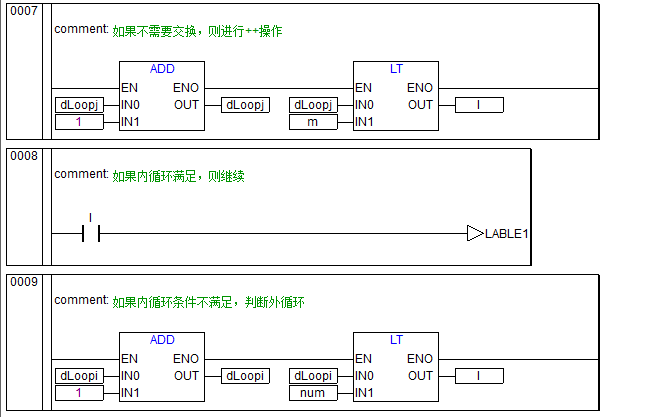 0007
comment: 如果不需要交换，则进行++操作
ADD LT
EN ENO EN ENO
dLoopj IN0 OUT dLoopj dLoopj IN0 OUT I
1 IN1 m IN1
0008
comment: 如果内循环满足，则继续
I
LABLE1
0009
comment: 如果内循环条件不满足，判断外循环
ADD LT
EN ENO EN ENO
dLoopi IN0 OUT dLoopi dLoopi IN0 OUT I
1 IN1 num IN1